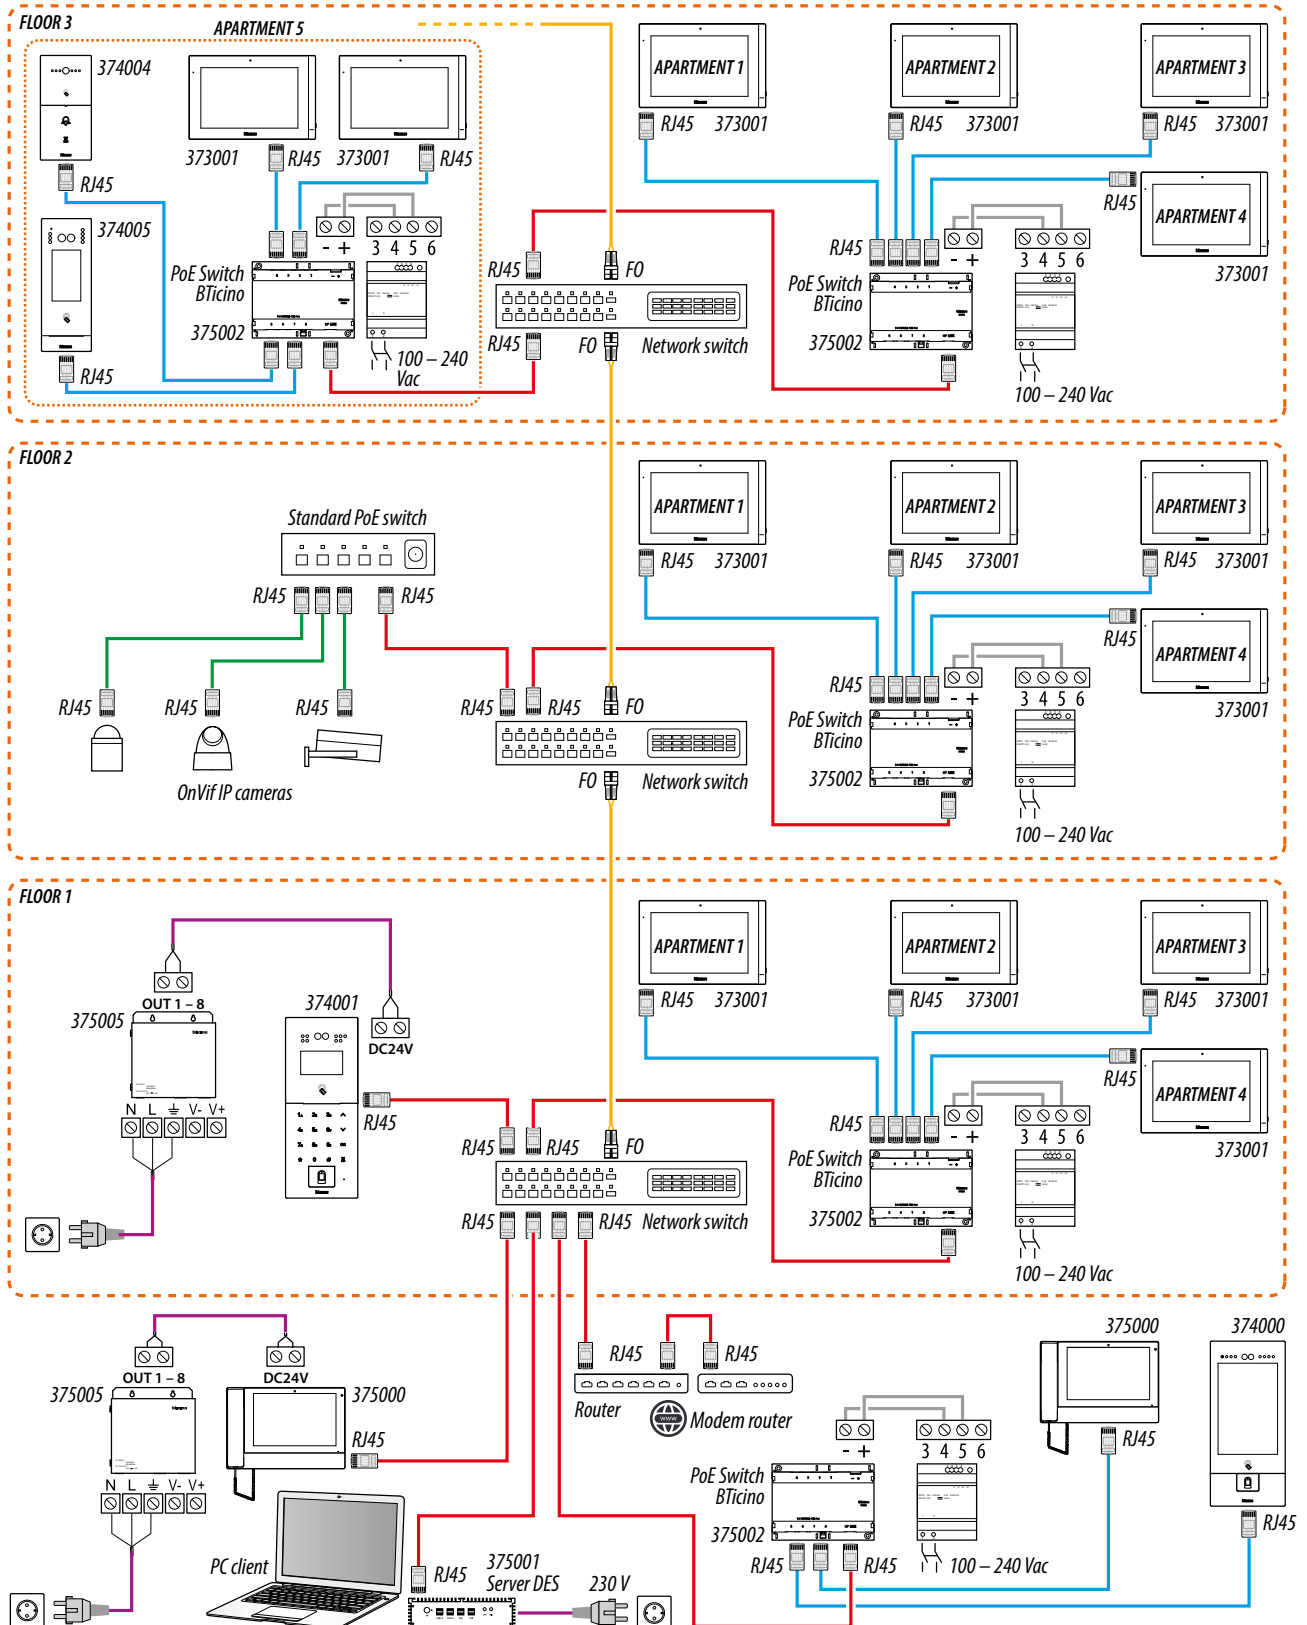 FLOOR 3
APARTMENT 5
374004
373001
RJ45
373001
RJ45
RJ45
374005
- +
3 4 5 6
PoE Switch
BTicino
375002
100 – 240
Vac
RJ45
RJ45
FO
RJ45
FO
Network switch
APARTMENT 1
RJ45 373001
APARTMENT 2
RJ45 373001
APARTMENT 3
RJ45 373001
APARTMENT 4
RJ45
373001
RJ45
- +
3 4 5 6
PoE Switch
BTicino
375002
100 – 240 Vac
FLOOR 2
Standard PoE switch
RJ45
RJ45
RJ45
RJ45
RJ45
OnVif IP cameras
RJ45
RJ45
FO
FO
Network switch
APARTMENT 1
RJ45 373001
APARTMENT 2
RJ45 373001
APARTMENT 3
RJ45 373001
APARTMENT 4
RJ45
373001
RJ45
- +
3 4 5 6
PoE Switch
BTicino
375002
100 – 240 Vac
FLOOR 1
OUT 1 – 8
375005
N L V- V+
374001
DC24V
RJ45
RJ45
RJ45
FO
RJ45
RJ45
Network switch
APARTMENT 1
RJ45 373001
APARTMENT 2
RJ45 373001
APARTMENT 3
RJ45 373001
APARTMENT 4
RJ45
373001
RJ45
- +
3 4 5 6
PoE Switch
BTicino
375002
100 – 240 Vac
OUT 1 – 8
375005
N L V- V+
DC24V
375000
RJ45
PC client
RJ45
375001
Server DES
230 V
RJ45
RJ45
Router
www
Modem router
- +
3 4 5 6
PoE Switch
BTicino
375002
RJ45
RJ45
100 – 240 Vac
375000
RJ45
374000
RJ45